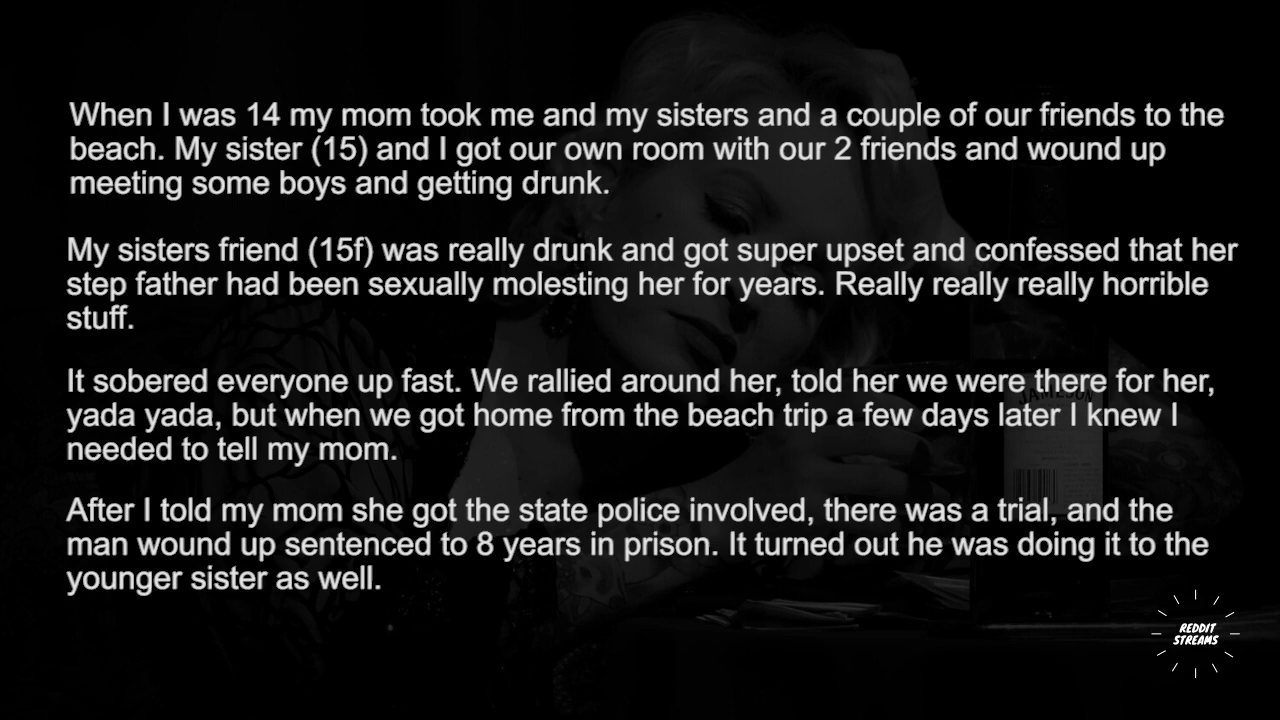 When I was 14 my mom took me and my sisters and a couple of our friends to the
beach. My sister (15) and I got our own room with our 2 friends and wound up
meeting some boys and getting drunk.
My sisters friend (15f) was really drunk and got super upset and confessed that her
step father had been sexually molesting her for years. Really really really horrible
stuff.
It sobered everyone up fast. We rallied around her, told her we were there for her,
yada yada, but when we got home from the beach trip a few days later I knew I
needed to tell my mom.
After I told my mom she got the state police involved, there was a trial, and the
man wound up sentenced to 8 years in prison. It turned out he was doing it to the
younger sister as well.
JAMESON
REDDIT
STREAMS